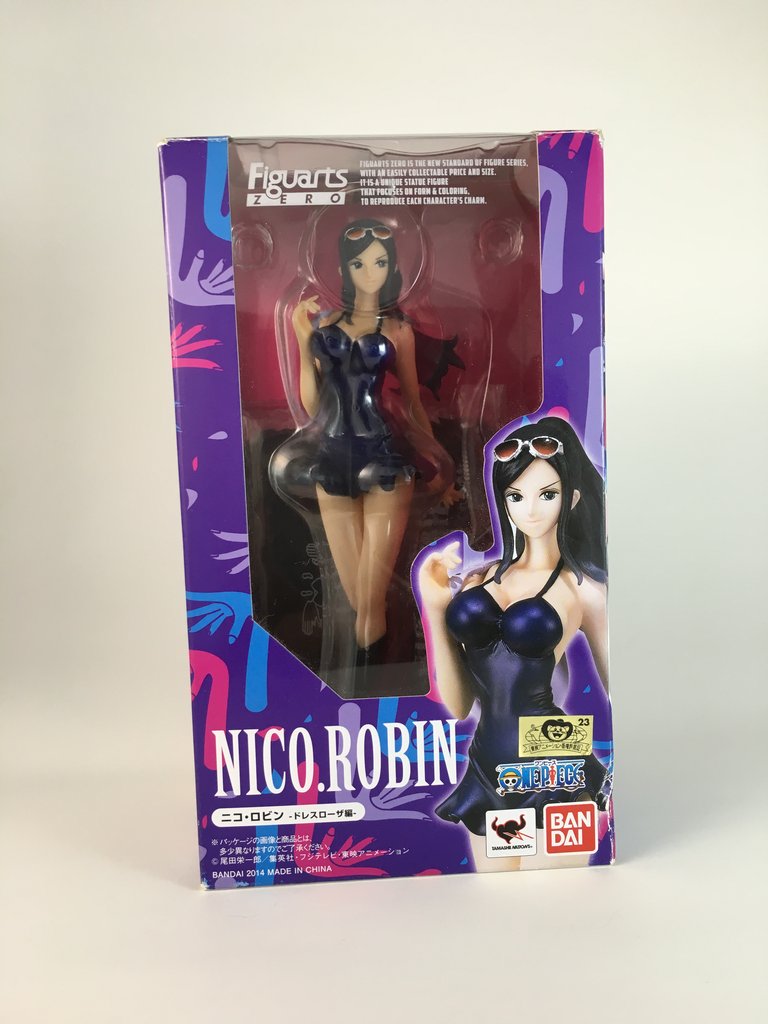 Figuarts
ZERO
FIGUARTS ZERO IS THE NEW STANDARD OF FIGURE SERIES,
WITH AN EASILY COLLECTABLE PRICE AND SIZE.
IT IS A UNIQUE STATUE FIGURE
THAT FOCUSES ON FORM & COLORING,
TO REPRODUCE EACH CHARACTER'S CHARM.
NICO.ROBIN
ニコ・ロビン -ドレスローザ編-
※パッケージの画像と商品とは、
多少異なりますのでご了承ください。
©尾田栄一郎/集英社・フジテレビ・東映アニメーション
BANDAI 2014 MADE IN CHINA
23
ONE PIECE
TAMASHII NATIONS
BAN
DAI